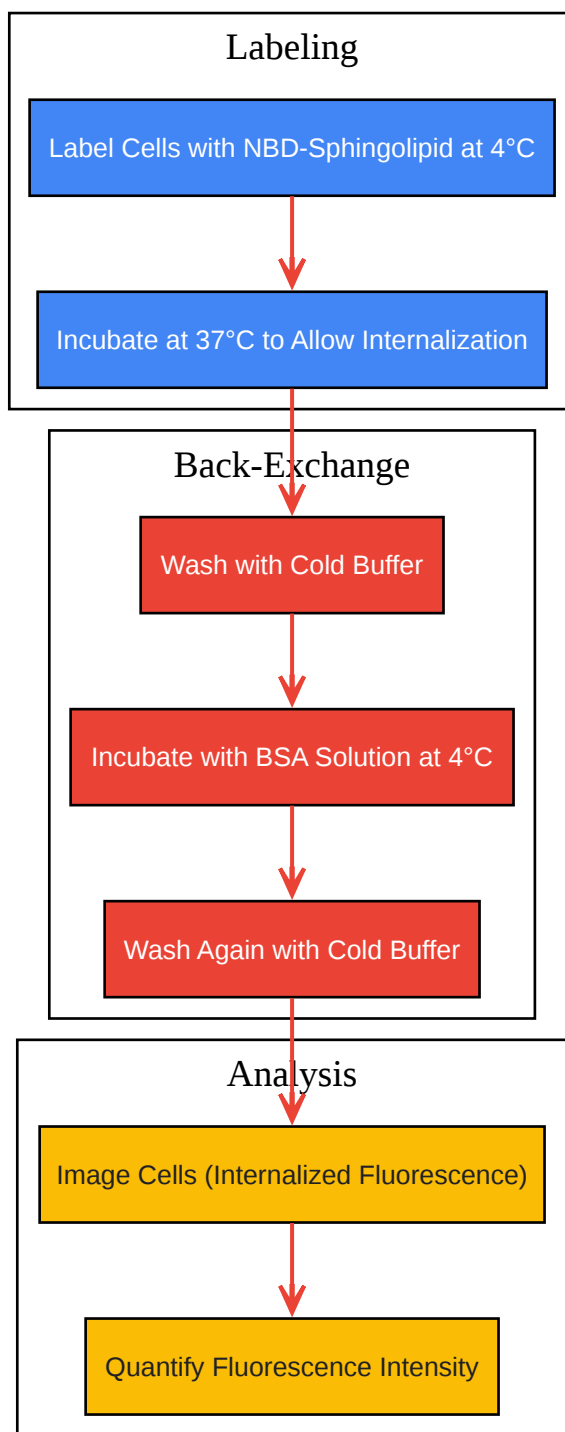 Labeling
Label Cells with NBD-Sphingolipid at 4°C
Incubate at 37°C to Allow Internalization
Back-Exchange
Wash with Cold Buffer
Incubate with BSA Solution at 4°C
Wash Again with Cold Buffer
Analysis
Image Cells (Internalized Fluorescence)
Quantify Fluorescence Intensity